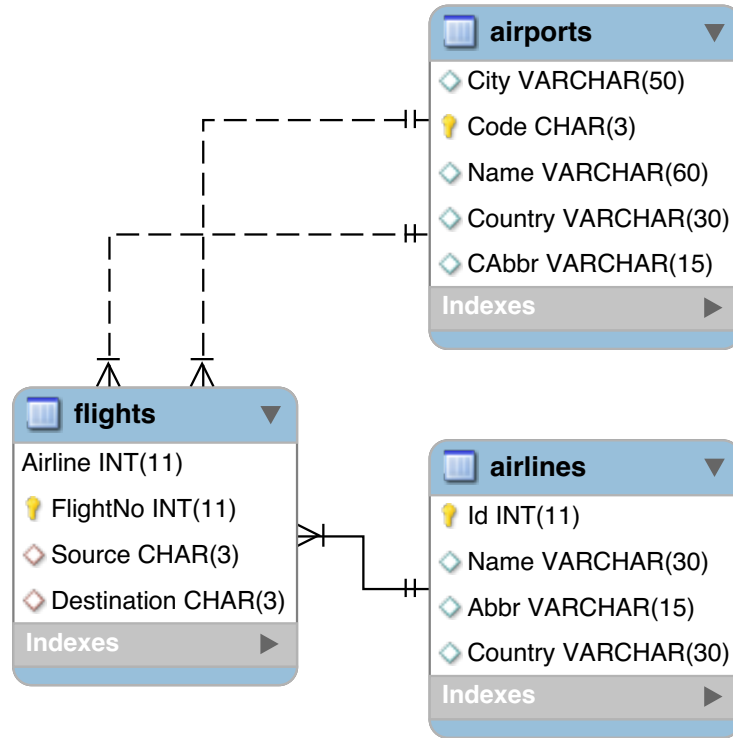 airports
City VARCHAR(50)
Code CHAR(3)
Name VARCHAR(60)
Country VARCHAR(30)
CAbbr VARCHAR(15)
Indexes
flights
Airline INT(11)
FlightNo INT(11)
Source CHAR(3)
Destination CHAR(3)
Indexes
airlines
Id INT(11)
Name VARCHAR(30)
Abbr VARCHAR(15)
Country VARCHAR(30)
Indexes